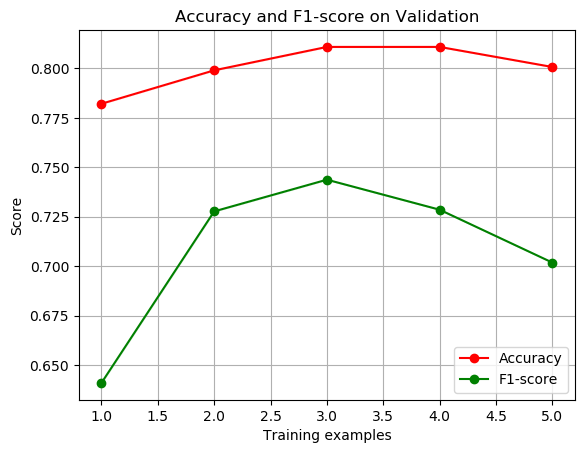 Accuracy and F1-score on Validation
Score
0.800
0.775
0.750
0.725
0.700
0.675
0.650
1.0 1.5 2.0 2.5 3.0 3.5 4.0 4.5 5.0
Training examples
Accuracy
F1-score